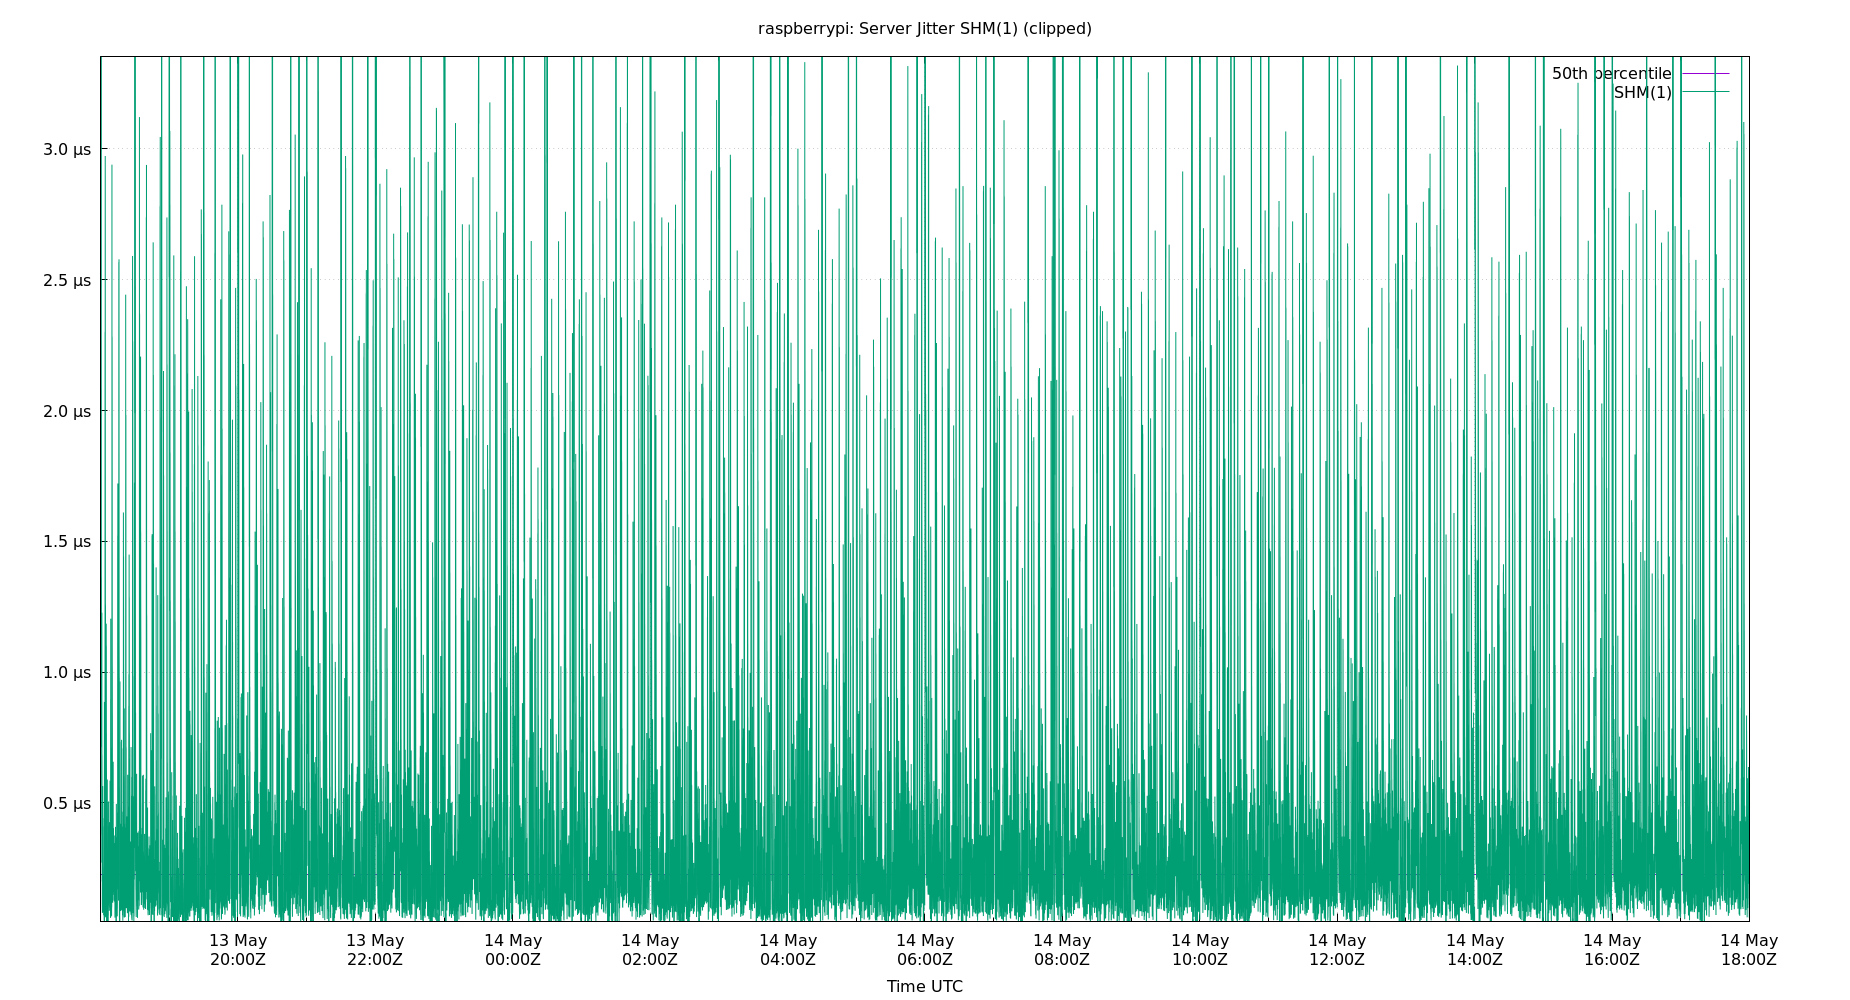 raspberrypi: Server Jitter SHM(1) (clipped)
50th percentile
SHM(1)
3.0 μs
2.5 μs
2.0 μs
1.5 μs
1.0 μs
0.5 μs
13 May 13 May 14 May 14 May 14 May 14 May 14 May 14 May 14 May 14 May 14 May 14 May
20:00Z 22:00Z 00:00Z 02:00Z 04:00Z 06:00Z 08:00Z 10:00Z 12:00Z 14:00Z 16:00Z 18:00Z
Time UTC